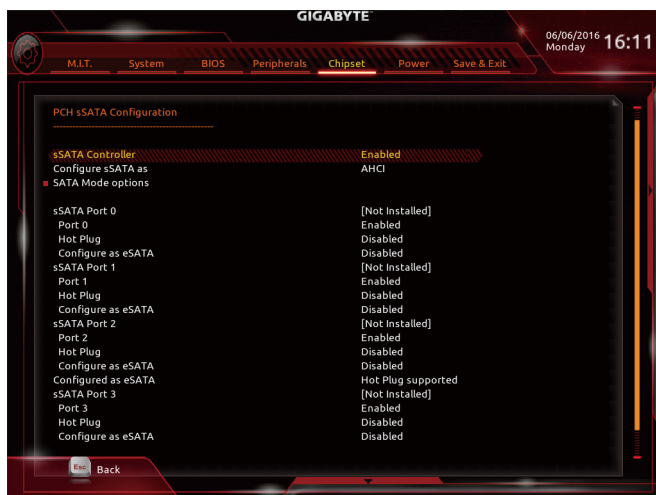 GIGABYTE™
06/06/2016 Monday 16:11
M.I.T. System BIOS Peripherals Chipset Power Save & Exit
PCH sSATA Configuration
--------------------------------------------------
sSATA Controller Enabled
Configure sSATA as AHCI
SATA Mode options
sSATA Port 0 [Not Installed]
Port 0 Enabled
Hot Plug Disabled
Configure as eSATA Disabled
sSATA Port 1 [Not Installed]
Port 1 Enabled
Hot Plug Disabled
Configure as eSATA Disabled
sSATA Port 2 [Not Installed]
Port 2 Enabled
Hot Plug Disabled
Configure as eSATA Disabled
Configured as eSATA Hot Plug supported
sSATA Port 3 [Not Installed]
Port 3 Enabled
Hot Plug Disabled
Configure as eSATA Disabled
Esc Back